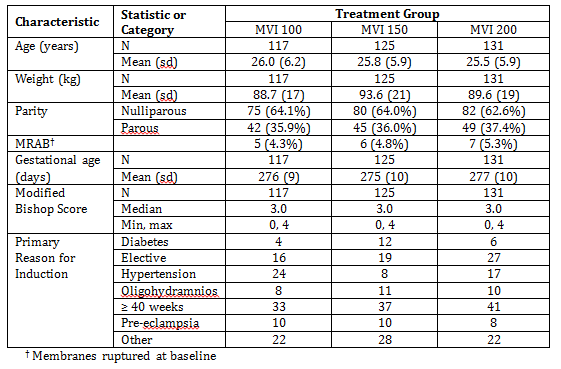 Characteristic Statistic or Category Treatment Group
MVI 100 MVI 150 MVI 200
Age (years) N 117 125 131
Mean (sd) 26.0 (6.2) 25.8 (5.9) 25.5 (5.9)
Weight (kg) N 117 125 131
Mean (sd) 88.7 (17) 93.6 (21) 89.6 (19)
Parity Nulliparous 75 (64.1%) 80 (64.0%) 82 (62.6%)
Parous 42 (35.9%) 45 (36.0%) 49 (37.4%)
MRAB† 5 (4.3%) 6 (4.8%) 7 (5.3%)
Gestational age (days) N 117 125 131
Mean (sd) 276 (9) 275 (10) 277 (10)
Modified Bishop Score N 117 125 131
Median 3.0 3.0 3.0
Min, max 0, 4 0, 4 0, 4
Primary Reason for Induction Diabetes 4 12 6
Elective 16 19 27
Hypertension 24 8 17
Oligohydramnios 8 11 10
≥ 40 weeks 33 37 41
Pre-eclampsia 10 10 8
Other 22 28 22
† Membranes ruptured at baseline